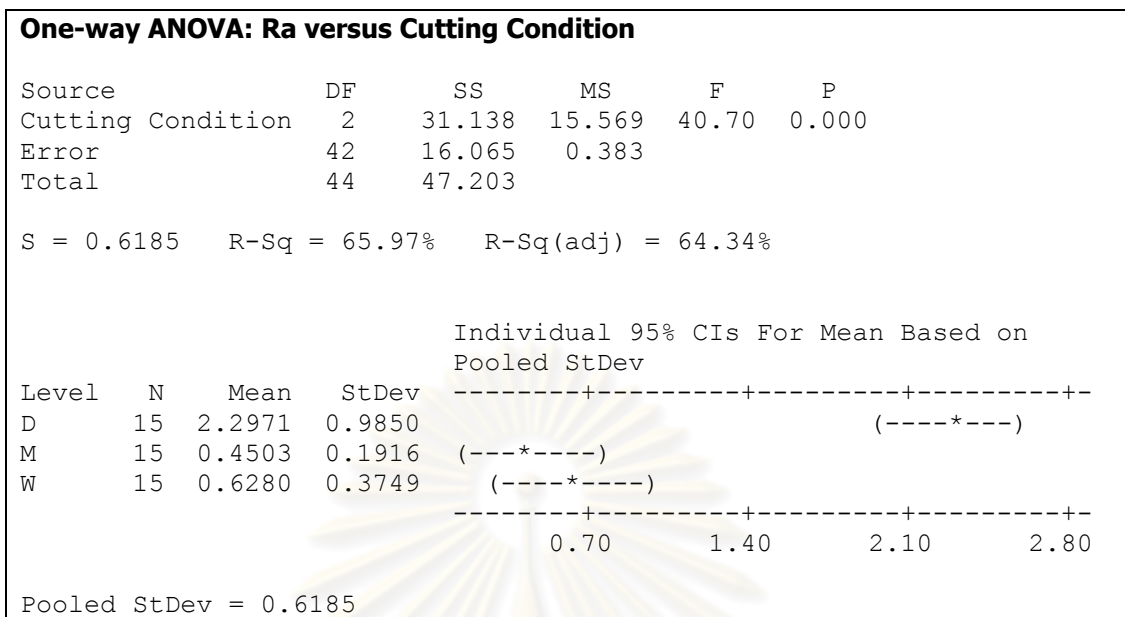 One-way ANOVA: Ra versus Cutting Condition
Source DF SS MS F P
Cutting Condition 2 31.138 15.569 40.70 0.000
Error 42 16.065 0.383
Total 44 47.203
S = 0.6185 R-Sq = 65.97% R-Sq(adj) = 64.34%
Individual 95% CIs For Mean Based on
Pooled StDev
Level N Mean StDev --------+---------+---------+---------+-
D 15 2.2971 0.9850 (----*---)
M 15 0.4503 0.1916 (---*----)
W 15 0.6280 0.3749 (----*----)
--------+---------+---------+---------+-
0.70 1.40 2.10 2.80
Pooled StDev = 0.6185